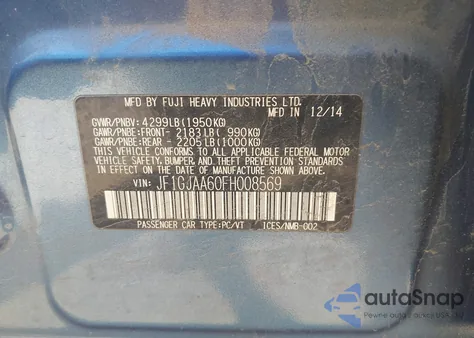 MFD. BY FUJI HEAVY INDUSTRIES LTD.
MFD IN 12/14
GVWR/PNBV: 4299LB(1950KG)
GAWR/PNBE:FRONT- 2183LB( 990KG)
GAWR/PNBE:REAR - 2205LB(1000KG)
THIS VEHICLE CONFORMS TO ALL APPLICABLE FEDERAL MOTOR
VEHICLE SAFETY, BUMPER, AND THEFT PREVENTION STANDARDS
IN EFFECT ON THE DATE OF MANUFACTURE SHOWN ABOVE.
VIN: JF1GJAA60FH008569
PASSENGER CAR TYPE:PC/VT ICES/NMB-002
autoSnap
Pewne auta z USA